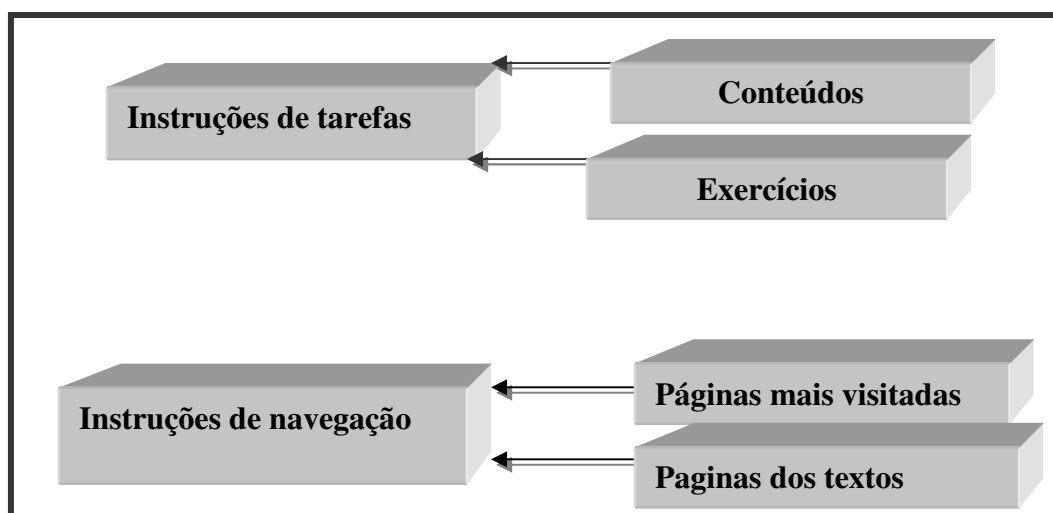 Instruções de tarefas
Conteúdos
Exercícios
Instruções de navegação
Páginas mais visitadas
Paginas dos textos